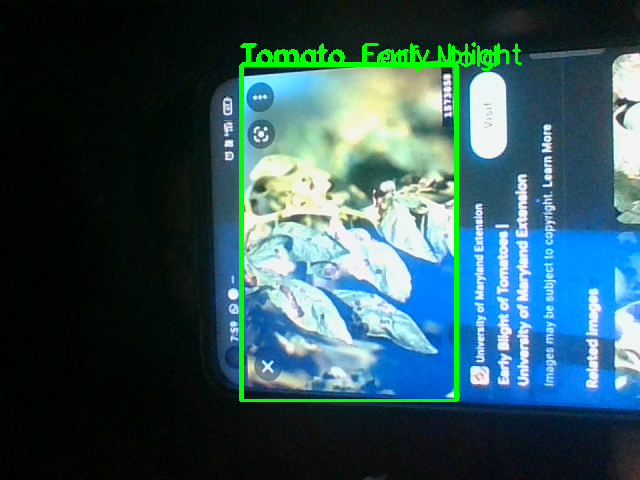 Tomato Early blight
1573058
7:59
Visit
University of Maryland Extension
Early Blight of Tomatoes |
University of Maryland Extension
Images may be subject to copyright. Learn More
Related images